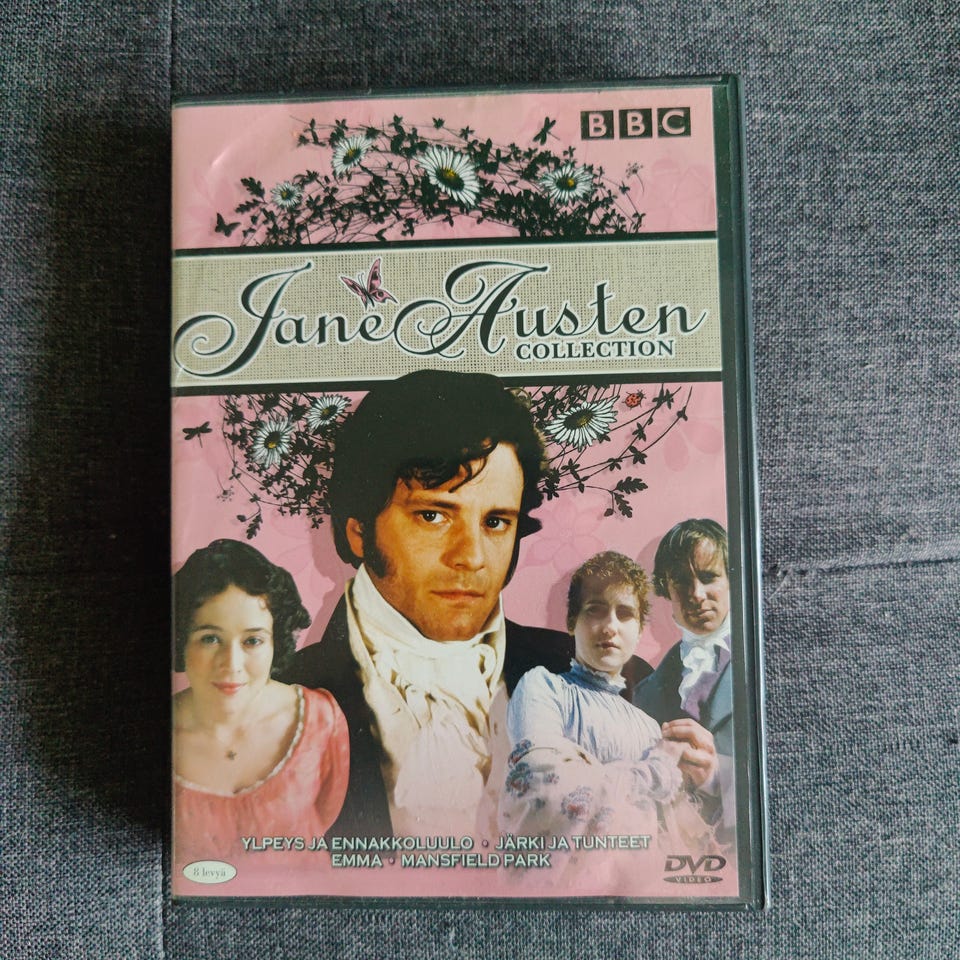 BBC
Jane Austen
COLLECTION
YLPEYS JA ENNAKKOLUULO • JÄRKI JA TUNTEET
EMMA • MANSFIELD PARK
8 levyä
DVD
VIDEO